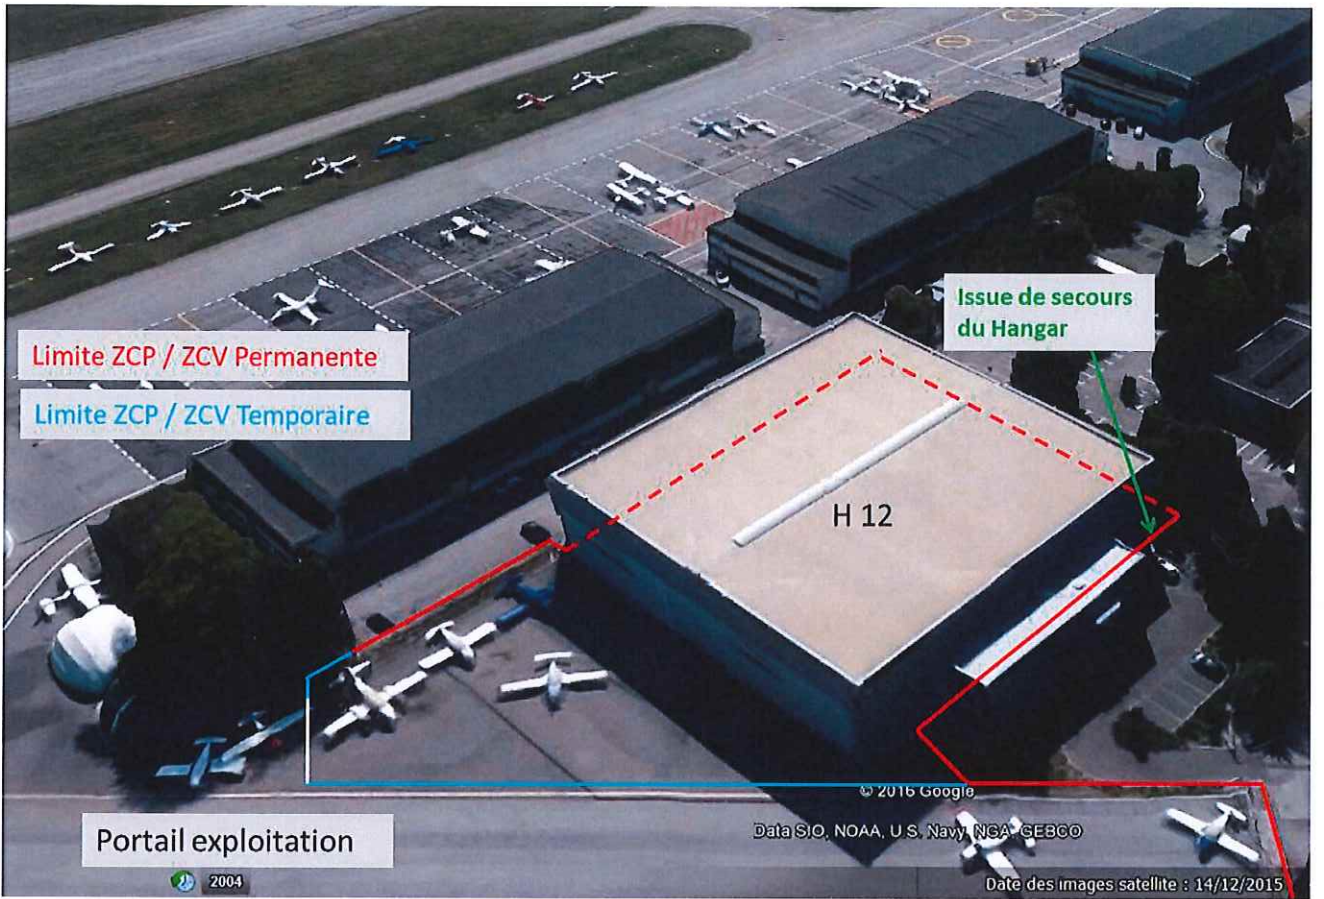 Issue de secours
du Hangar
Limite ZCP / ZCV Permanente
Limite ZCP / ZCV Temporaire
H 12
© 2016 Google
Data SIO, NOAA, U.S. Navy, NGA, GEBCO
Portail exploitation
2004
Date des images satellite : 14/12/2015